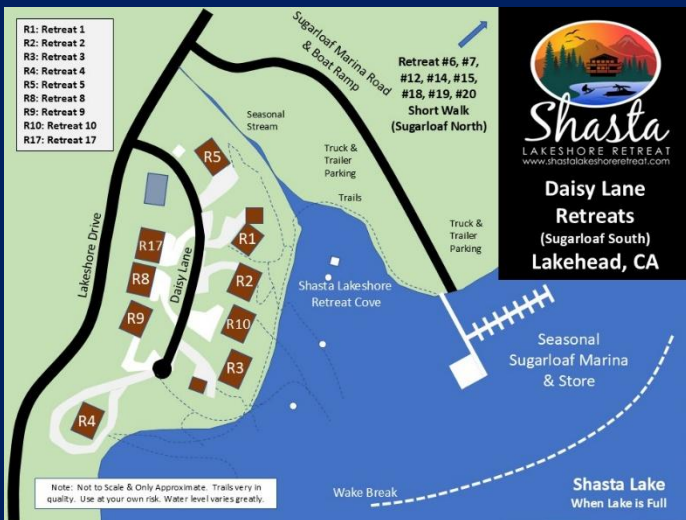 R1: Retreat 1
R2: Retreat 2
R3: Retreat 3
R4: Retreat 4
R5: Retreat 5
R8: Retreat 8
R9: Retreat 9
R10: Retreat 10
R17: Retreat 17
Sugarloaf Marina Road
& Boat Ramp
Retreat #6, #7,
#12, #14, #15,
#18, #19, #20
Short Walk
(Sugarloaf North)
Shasta
LAKESHORE RETREAT
www.shastalakeshoreretreat.com
Daisy Lane
Retreats
(Sugarloaf South)
Lakehead, CA
Seasonal
Stream
Truck &
Trailer
Parking
Trails
Truck &
Trailer
Parking
Lakeshore Drive
Daisy Lane
R5
R1
R17
R8
R2
R9
R10
R3
R4
Shasta Lakeshore
Retreat Cove
Seasonal
Sugarloaf Marina
& Store
Note: Not to Scale & Only Approximate. Trails very in
quality. Use at your own risk. Water level varies greatly.
Wake Break
Shasta Lake
When Lake is Full